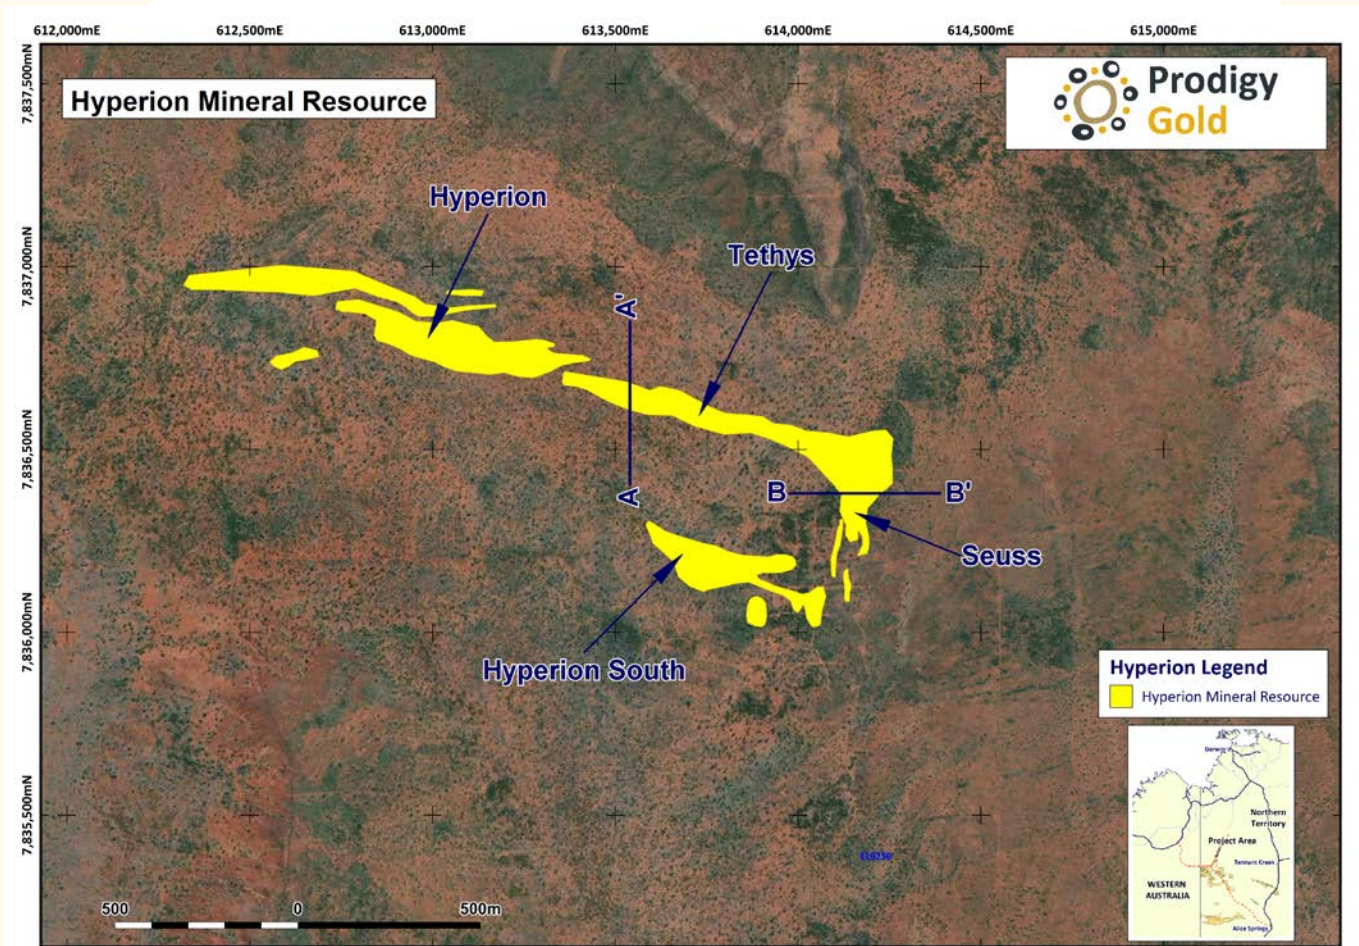 612,000mE 612,500mE 613,000mE 613,500mE 614,000mE 614,500mE 615,000mE
7,837,500mN
7,837,000mN
7,836,500mN
7,836,000mN
7,835,500mN
Hyperion Mineral Resource
Prodigy
Gold
Hyperion
Tethys
A'
A
B
B'
Seuss
Hyperion South
Hyperion Legend
Hyperion Mineral Resource
Darwin
Northern
Territory
Project Area
Tennant Creek
WESTERN
AUSTRALIA
Alice Springs
500 0 500m